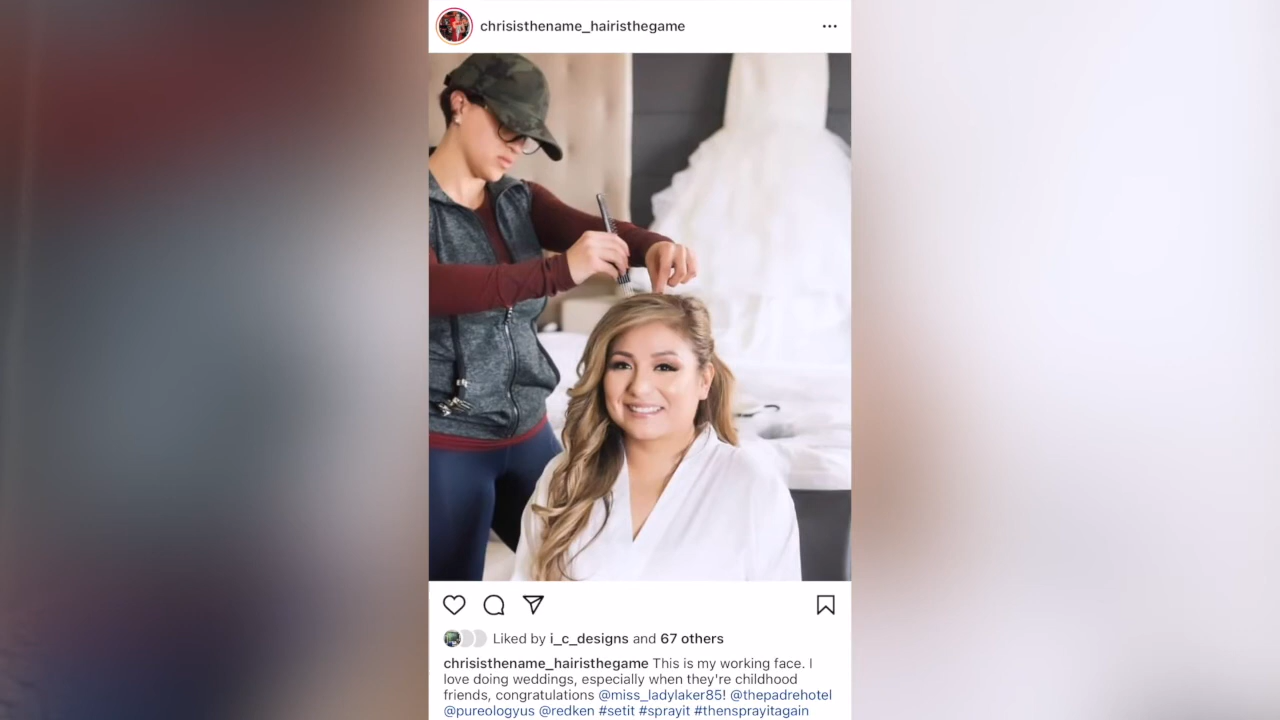 chrisisthename_hairisthegame
Liked by i_c_designs and 67 others
chrisisthename_hairisthegame This is my working face. I
love doing weddings, especially when they're childhood
friends, congratulations @miss_ladylaker85! @thepadrehotel
@pureologyus @redken #setit #sprayit #thensprayitagain